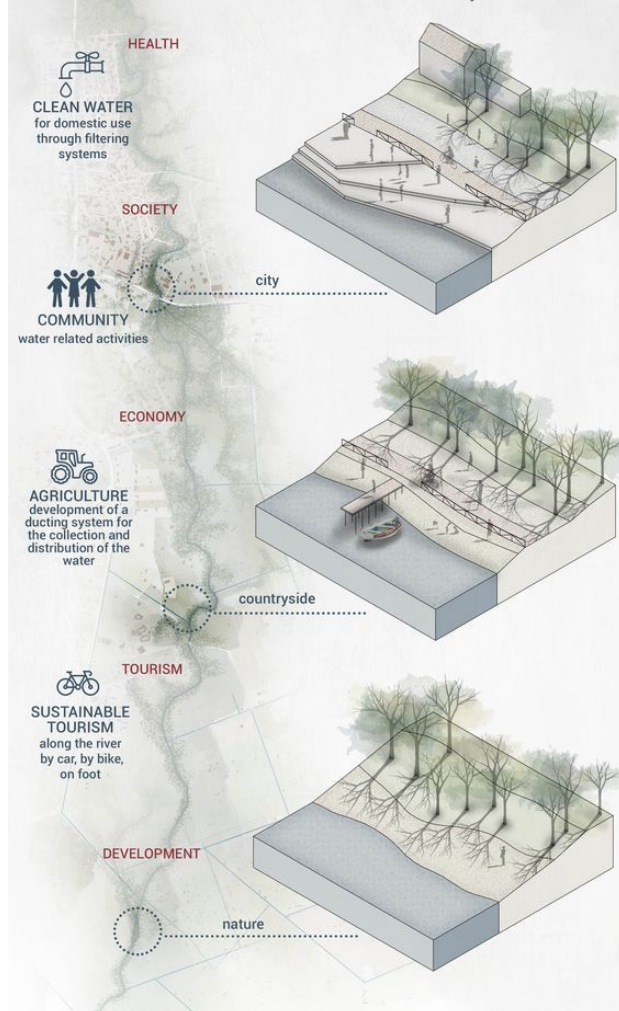 HEALTH
CLEAN WATER
for domestic use
through filtering
systems
SOCIETY
city
COMMUNITY
water related activities
ECONOMY
AGRICULTURE
development of a
ducting system for
the collection and
distribution of the
water
countryside
TOURISM
SUSTAINABLE
TOURISM
along the river
by car, by bike,
on foot
DEVELOPMENT
nature